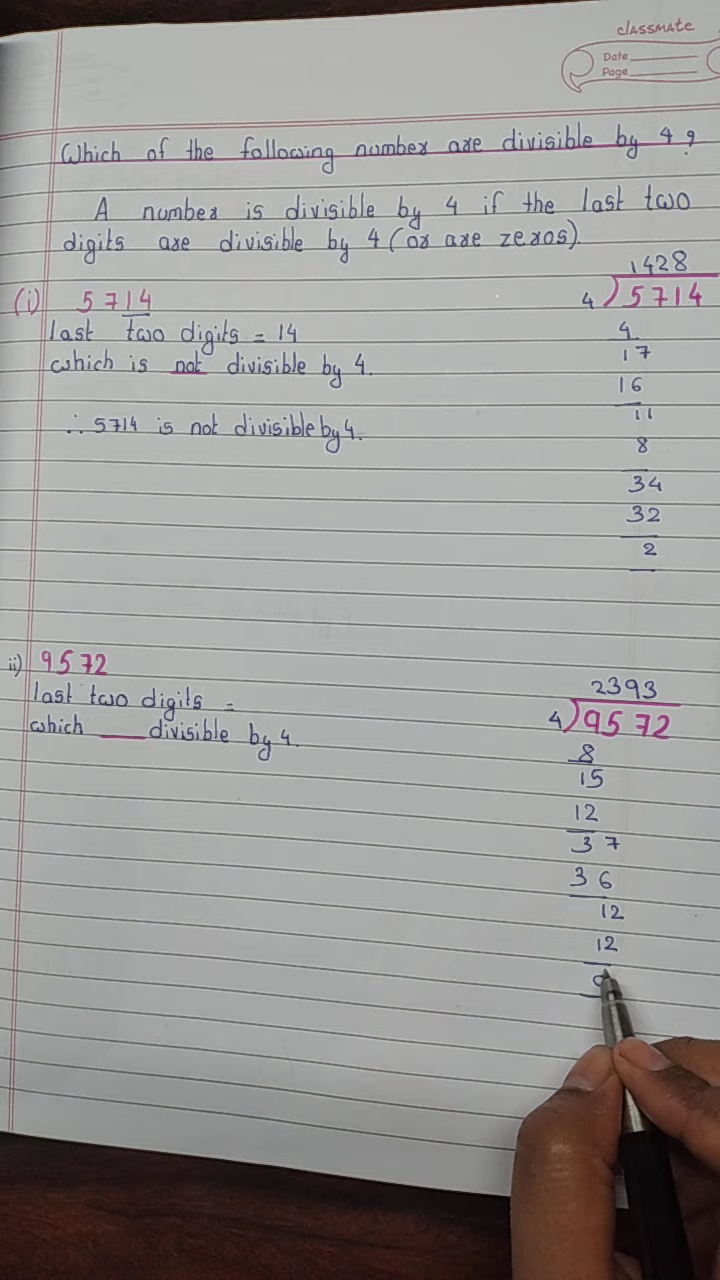 classmate
Date
Page
Which of the following number are divisible by 4?
A number is divisible by 4 if the last two
digits are divisible by 4 (or are zeros).
(i) 5714
last two digits = 14
which is not divisible by 4.
∴ 5714 is not divisible by 4.
1428
4)5714
4
17
16
11
8
34
32
2
ii) 9572
last two digits =
which ___ divisible by 4.
2393
4)9572
8
15
12
37
36
12
12
0